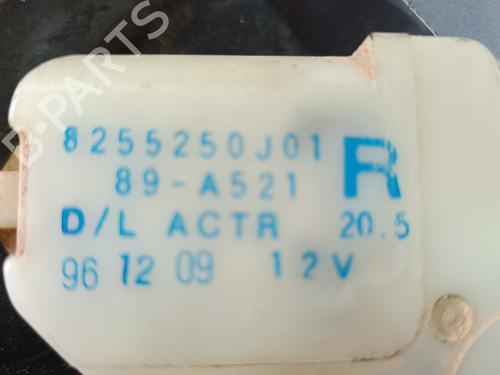 8255250J01
89-A521 R
D/L ACTR 20.5
96 12 09 12V
B-PARTS